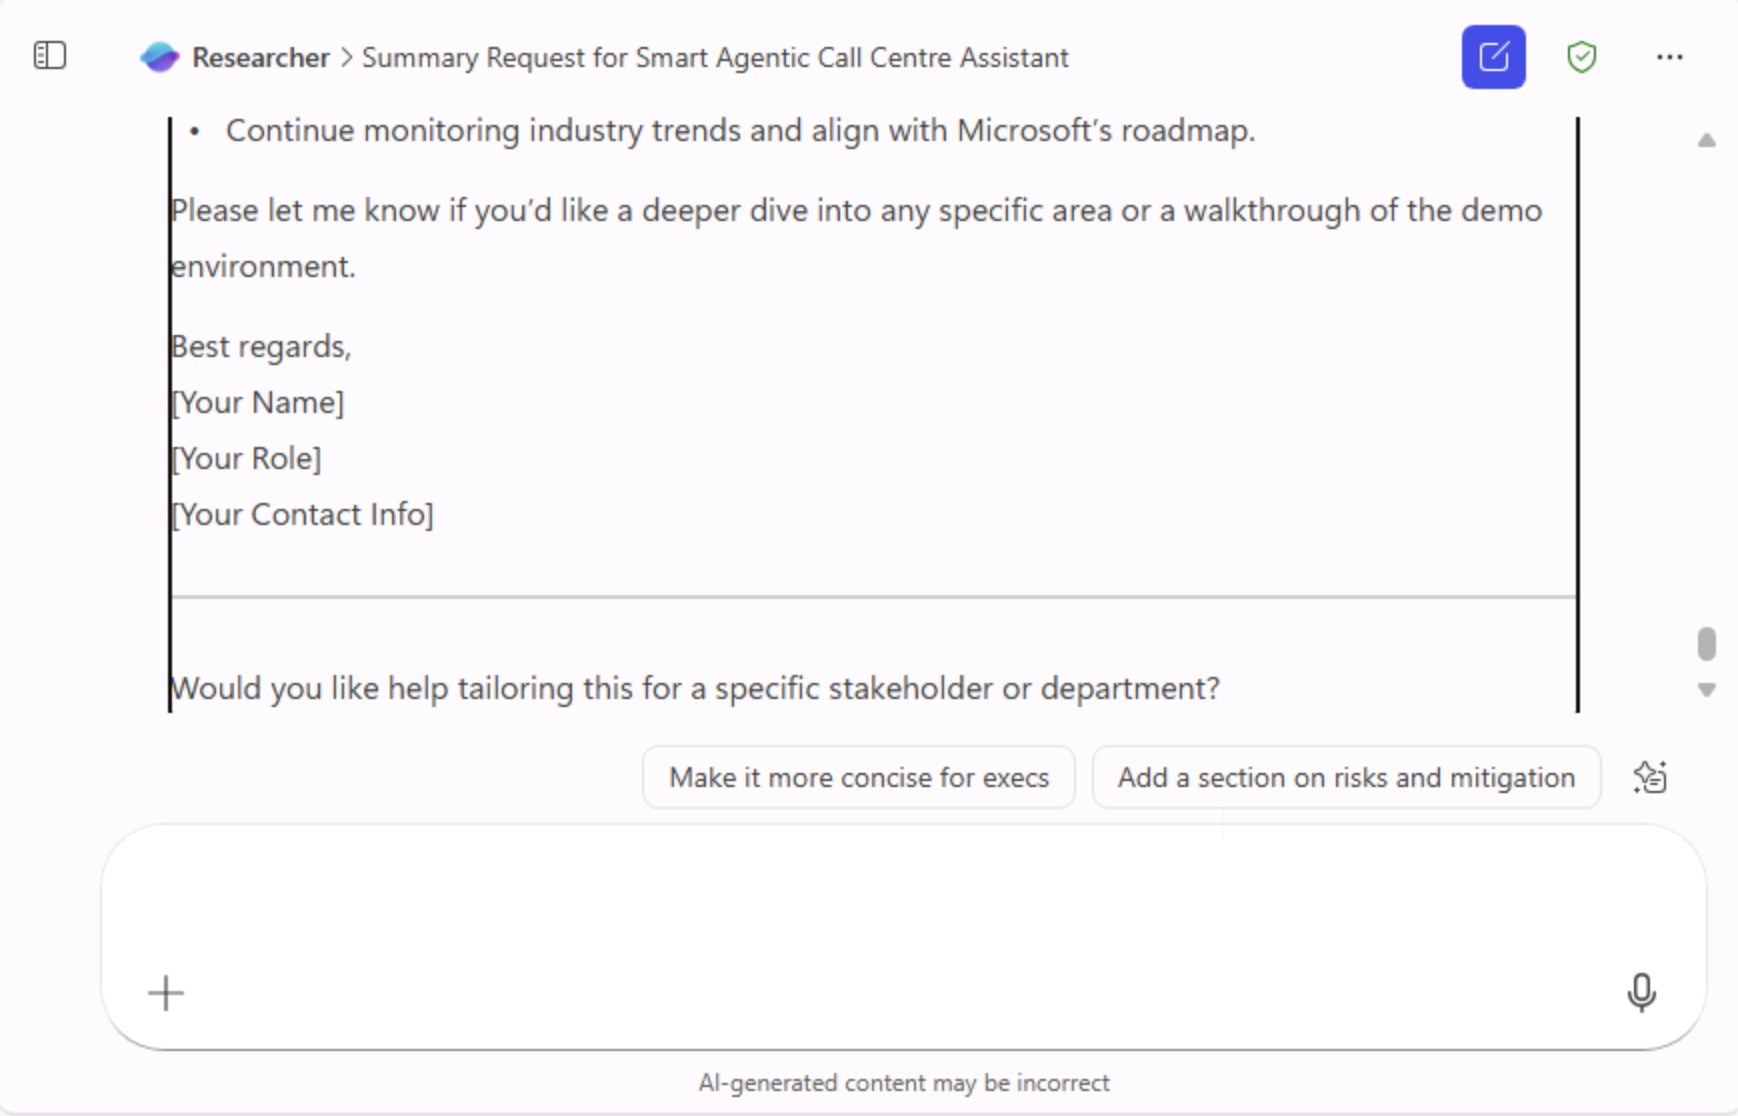 Researcher > Summary Request for Smart Agentic Call Centre Assistant
• Continue monitoring industry trends and align with Microsoft’s roadmap.
Please let me know if you’d like a deeper dive into any specific area or a walkthrough of the demo
environment.
Best regards,
[Your Name]
[Your Role]
[Your Contact Info]
Would you like help tailoring this for a specific stakeholder or department?
Make it more concise for execs
Add a section on risks and mitigation
AI-generated content may be incorrect